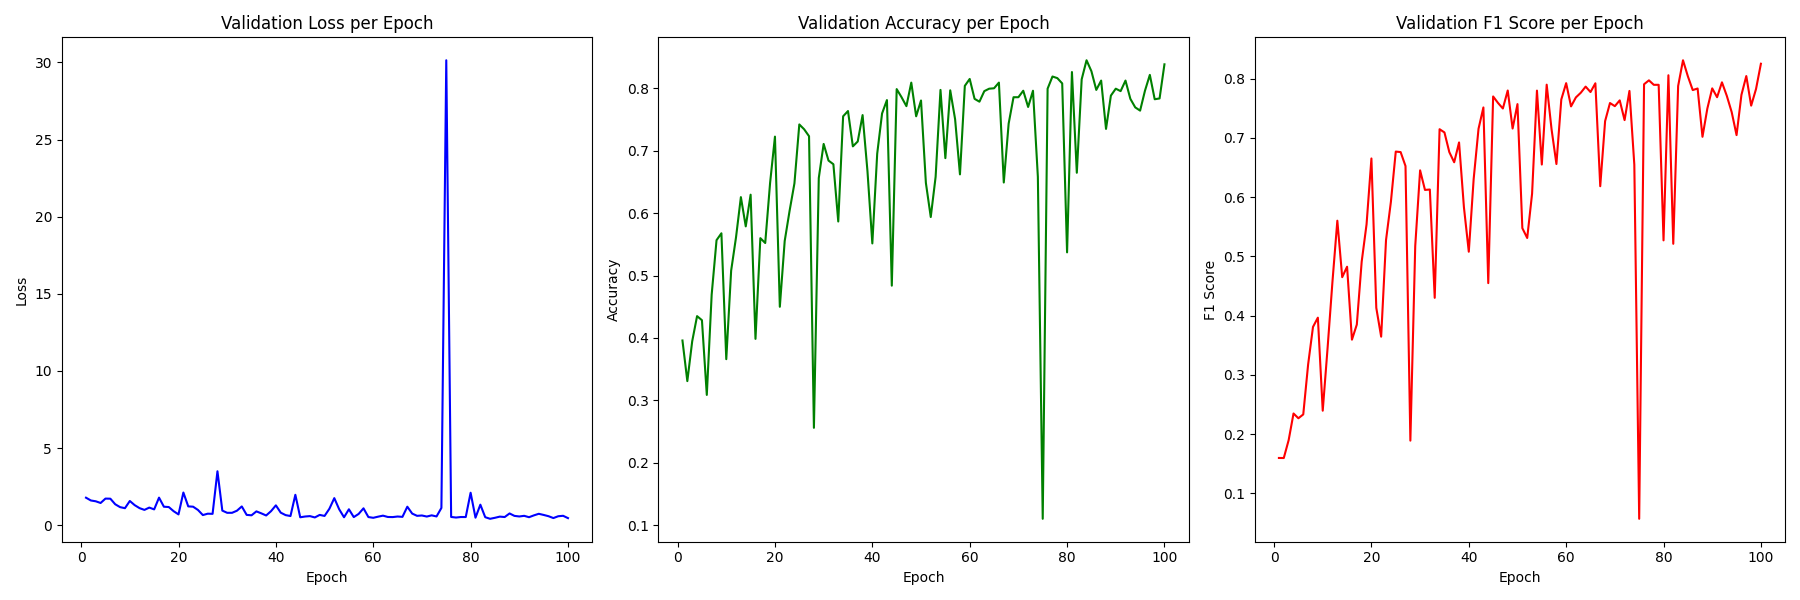 Validation Loss per Epoch
Loss
30
25
20
15
10
5
0
0 20 40 60 80 100
Epoch
Validation Accuracy per Epoch
Accuracy
0.8
0.7
0.6
0.5
0.4
0.3
0.2
0.1
0 20 40 60 80 100
Epoch
Validation F1 Score per Epoch
F1 Score
0.8
0.7
0.6
0.5
0.4
0.3
0.2
0.1
0 20 40 60 80 100
Epoch